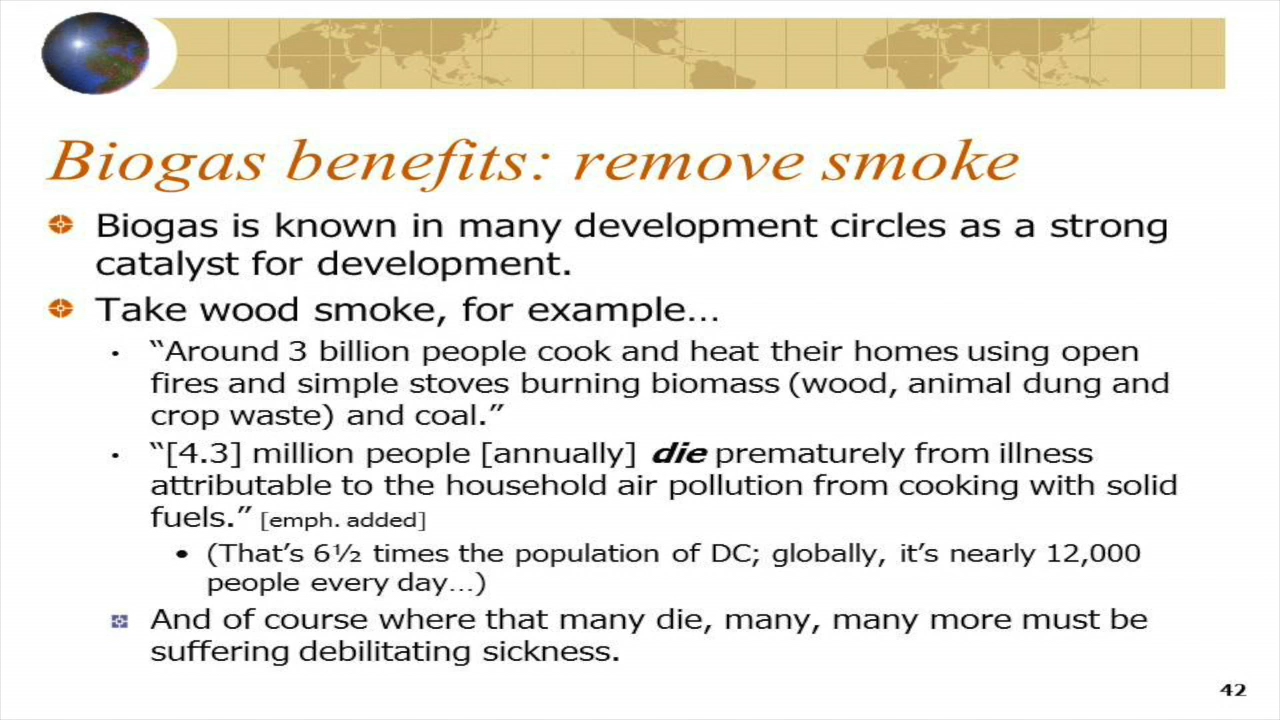 Biogas benefits: remove smoke
Biogas is known in many development circles as a strong
catalyst for development.
Take wood smoke, for example…
• “Around 3 billion people cook and heat their homes using open
fires and simple stoves burning biomass (wood, animal dung and
crop waste) and coal.”
• “[4.3] million people [annually] die prematurely from illness
attributable to the household air pollution from cooking with solid
fuels.” [emph. added]
• (That’s 6½ times the population of DC; globally, it’s nearly 12,000
people every day…)
And of course where that many die, many, many more must be
suffering debilitating sickness.
42